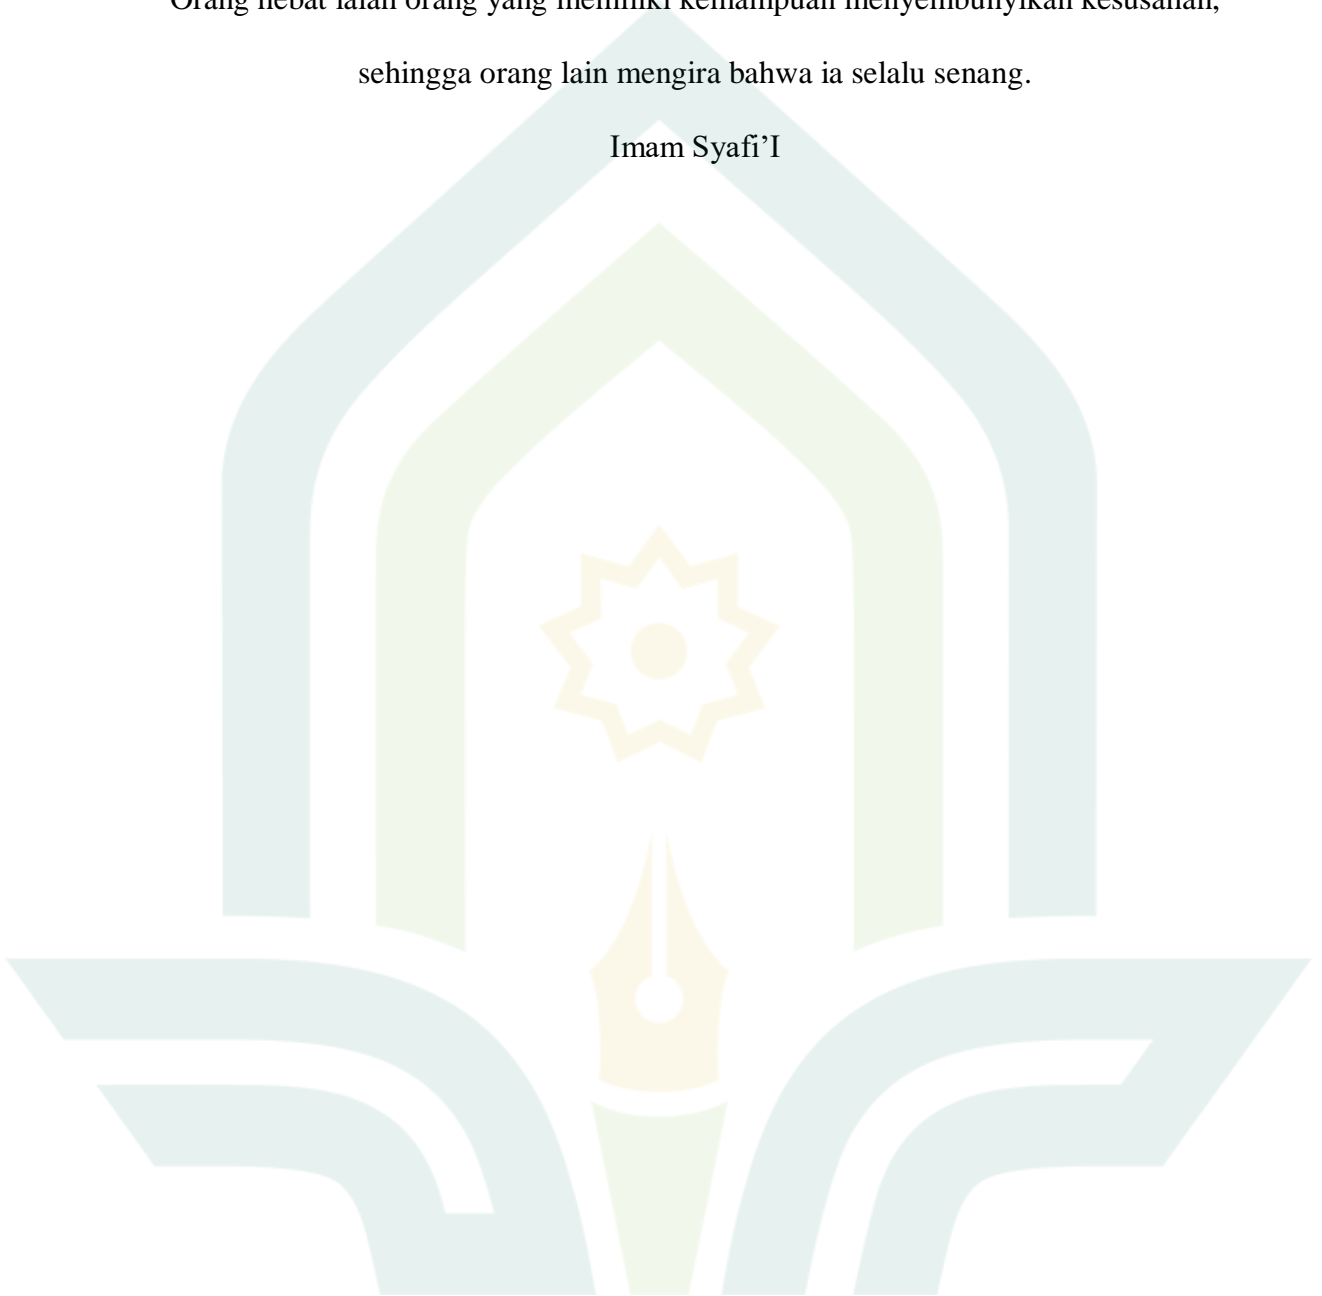 Orang hebat ialah orang yang memiliki kemampuan menyembunyikan kesusahan,
sehingga orang lain mengira bahwa ia selalu senang.
Imam Syafi’I